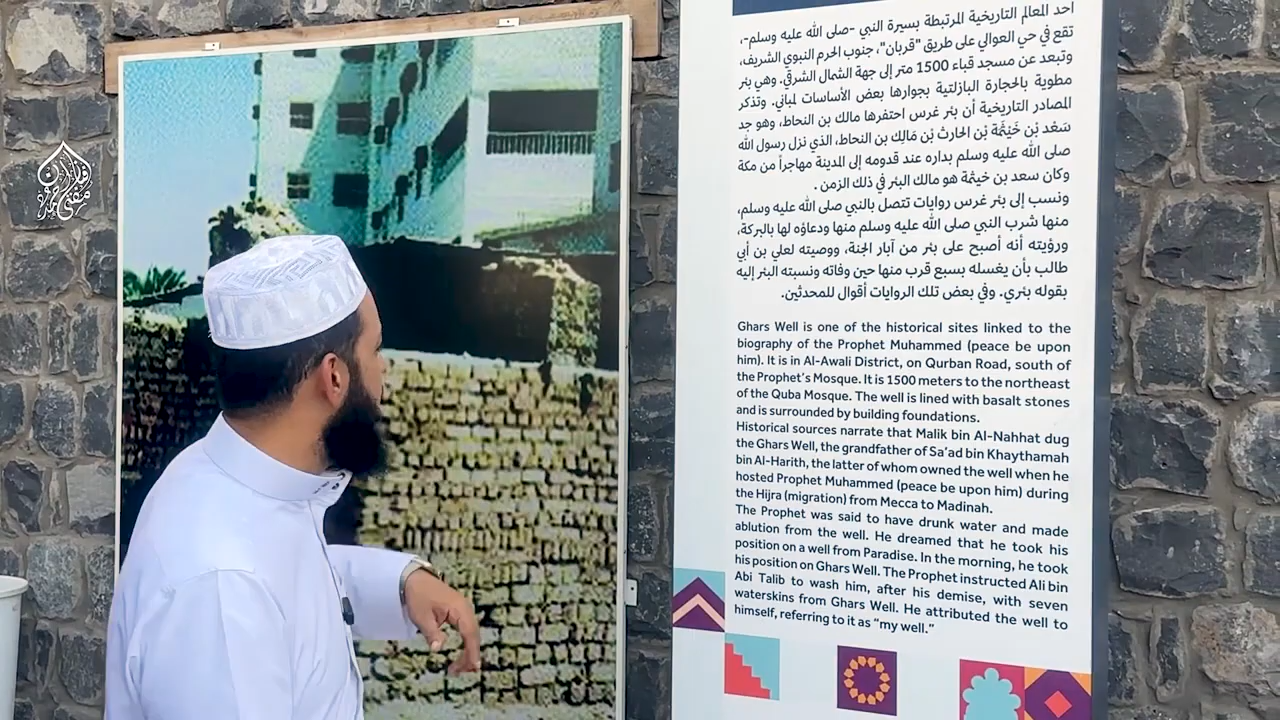 احد المعالم التاريخية المرتبطة بسيرة النبي -صلى الله عليه وسلم-،
تقع في حي العوالي على طريق "قربان"، جنوب الحرم النبوي الشريف،
وتبعد عن مسجد قباء 1500 متر إلى جهة الشمال الشرقي. وهي بئر
مطوية بالحجارة البازلتية بجوارها بعض الأساسات لمباني. وتذكر
المصادر التاريخية أن بئر غرس احتفرها مالك بن النحاط، وهو جد
سَعْد بْن خَيْثَمَة بْن الحارث بْن مَالِك بن النحاط، الذي نزل رسول الله
صلى الله عليه وسلم بداره عند قدومه إلى المدينة مهاجراً من مكة
وكان سعد بن خيثمة هو مالك البئر في ذلك الزمن .
ونسب إلى بئر غرس روايات تتصل بالنبي صلى الله عليه وسلم،
منها شرب النبي صلى الله عليه وسلم منها ودعاؤه لها بالبركة،
ورؤيته أنه أصبح على بئر من آبار الجنة، ووصيته لعلي بن أبي
طالب بأن يغسله بسبع قرب منها حين وفاته ونسبته البئر إليه
بقوله بئري. وفي بعض تلك الروايات أقوال للمحدثين.
Ghars Well is one of the historical sites linked to the
biography of the Prophet Muhammed (peace be upon
him). It is in Al-Awali District, on Qurban Road, south of
the Prophet's Mosque. It is 1500 meters to the northeast
of the Quba Mosque. The well is lined with basalt stones
and is surrounded by building foundations.
Historical sources narrate that Malik bin Al-Nahhat dug
the Ghars Well, the grandfather of Sa'ad bin Khaythamah
bin Al-Harith, the latter of whom owned the well when he
hosted Prophet Muhammed (peace be upon him) during
the Hijra (migration) from Mecca to Madinah.
The Prophet was said to have drunk water and made
ablution from the well. He dreamed that he took his
position on a well from Paradise. In the morning, he took
his position on Ghars Well. The Prophet instructed Ali bin
Abi Talib to wash him, after his demise, with seven
waterskins from Ghars Well. He attributed the well to
himself, referring to it as “my well.”